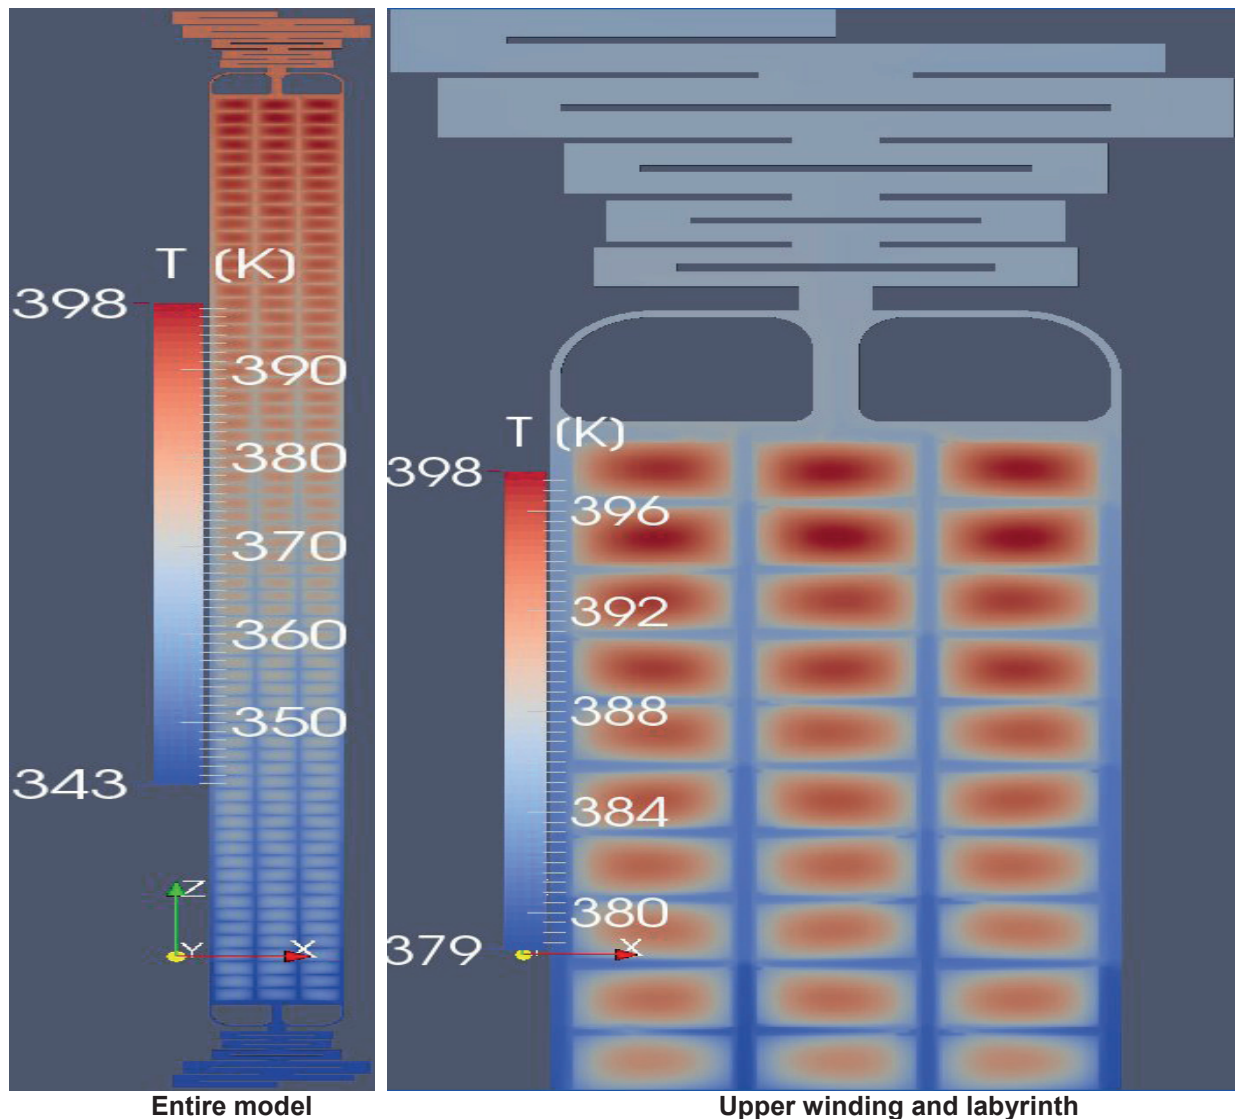 T (K)
398
390
380
370
360
350
343
Z
Y
X
T (K)
398
396
392
388
384
380
379
X
Entire model
Upper winding and labyrinth